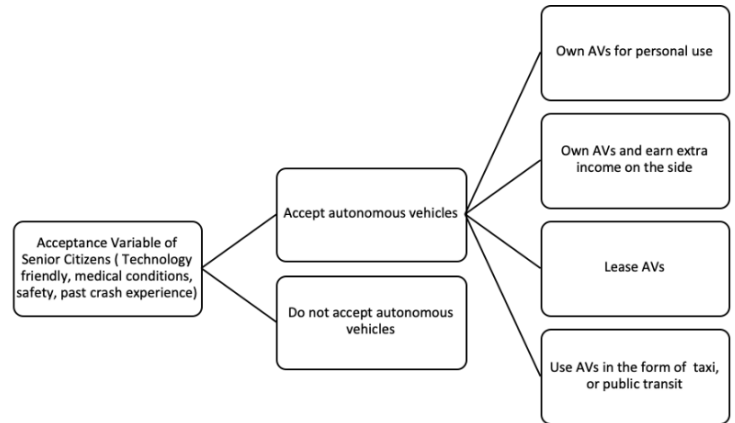 Acceptance Variable of
Senior Citizens ( Technology
friendly, medical conditions,
safety, past crash experience)
Accept autonomous vehicles
Do not accept autonomous
vehicles
Own AVs for personal use
Own AVs and earn extra
income on the side
Lease AVs
Use AVs in the form of taxi,
or public transit